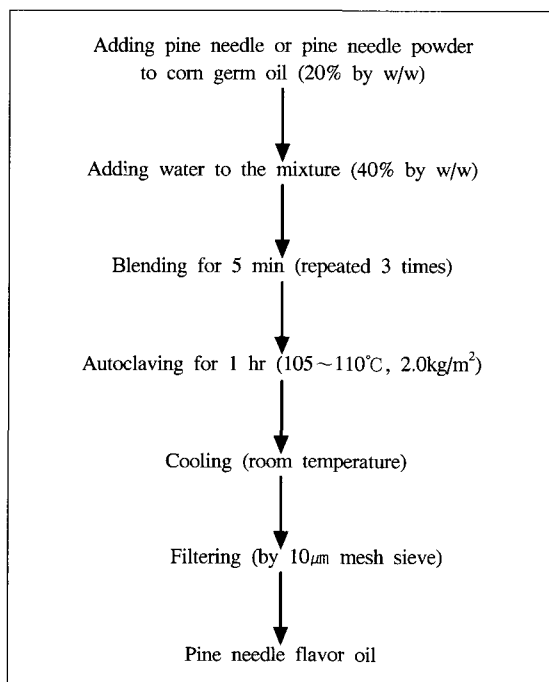 Adding pine needle or pine needle powder
to corn germ oil (20% by w/w)
Adding water to the mixture (40% by w/w)
Blending for 5 min (repeated 3 times)
Autoclaving for 1 hr (105～110℃, 2.0kg/m²)
Cooling (room temperature)
Filtering (by 10㎛ mesh sieve)
Pine needle flavor oil